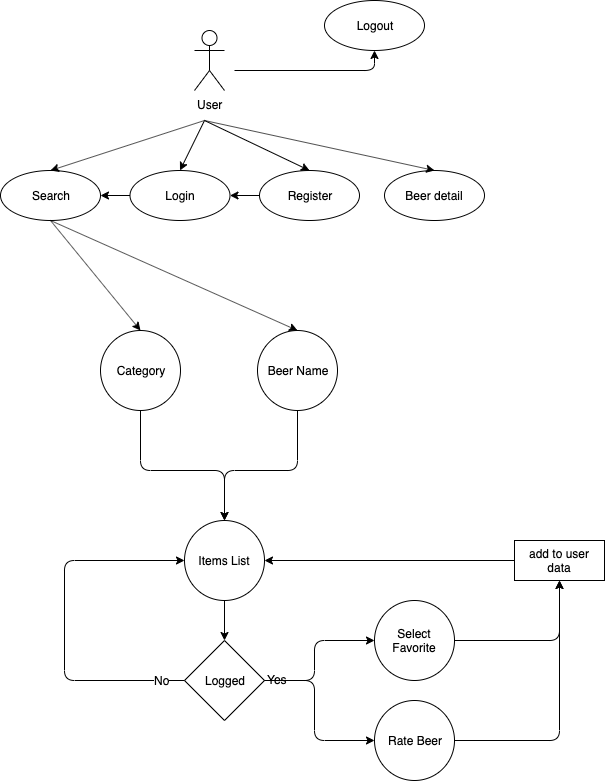 Logout
User
Search
Login
Register
Beer detail
Category
Beer Name
Items List
add to user
data
Select
Favorite
No
Logged
Yes
Rate Beer